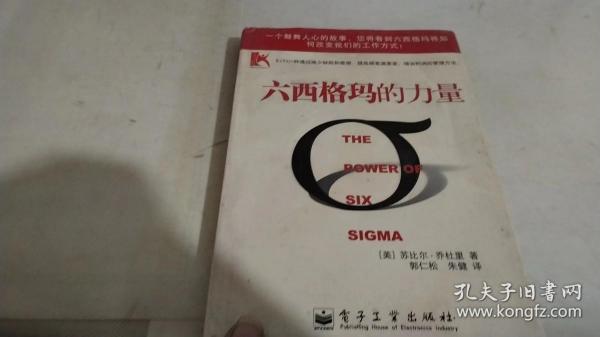 一个鼓舞人心的故事，您将看到六西格玛将如
何改变我们的工作方式！
六西格玛的力量
THE
POWER OF
SIX
SIGMA
［美］苏比尔·乔杜里 著
郭仁松 朱健 译
电子工业出版社
Publishing House of Electronics Industry
孔夫子旧书网
www.kongfz.com